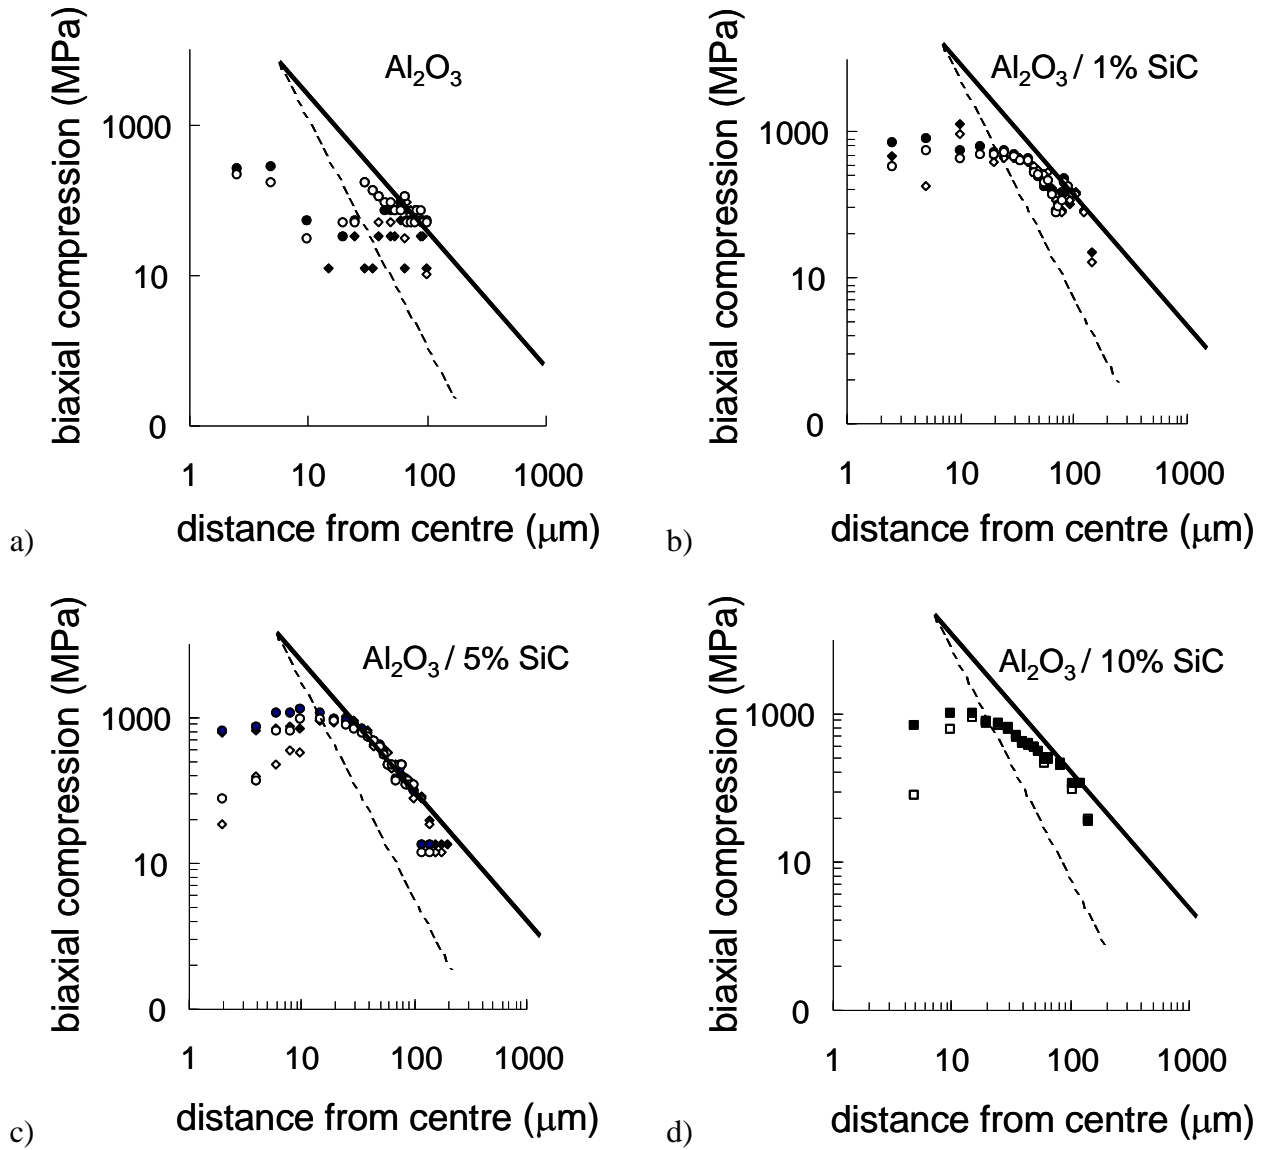 biaxial compression (MPa)
Al₂O₃
1000
10
0
1 10 100 1000
distance from centre (μm)
a)
biaxial compression (MPa)
Al₂O₃ / 1% SiC
1000
10
0
1 10 100 1000
distance from centre (μm)
b)
biaxial compression (MPa)
Al₂O₃ / 5% SiC
1000
10
0
1 10 100 1000
distance from centre (μm)
c)
biaxial compression (MPa)
Al₂O₃ / 10% SiC
1000
10
0
1 10 100 1000
distance from centre (μm)
d)